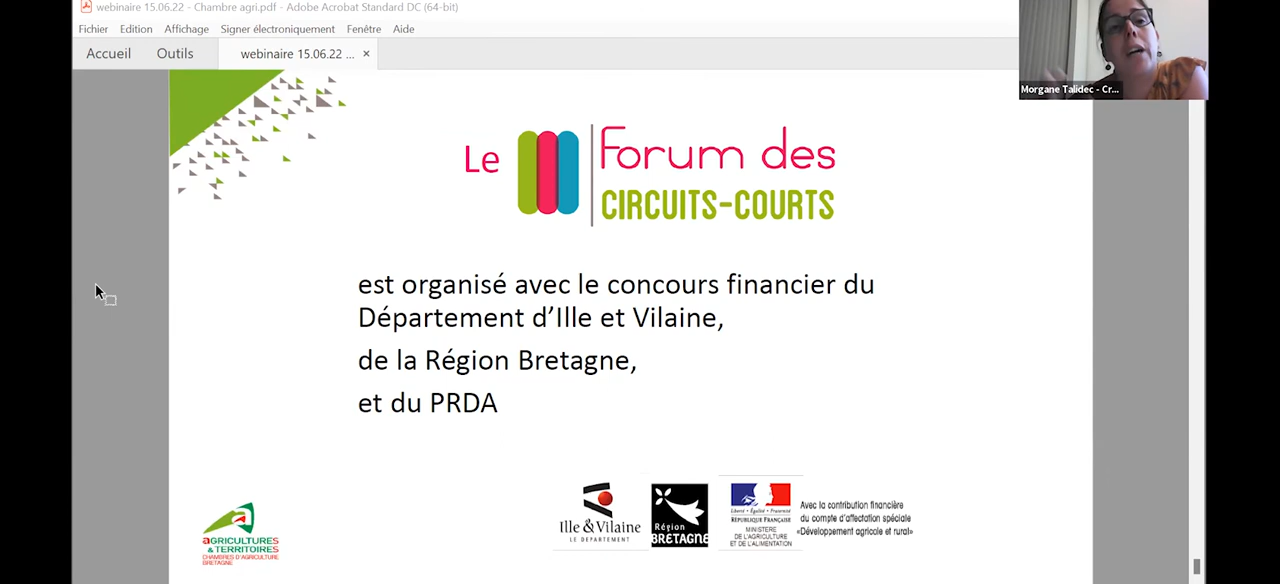 webinaire 15.06.22 - Chambre agri.pdf - Adobe Acrobat Standard DC (64-bit)
Fichier Edition Affichage Signer électroniquement Fenêtre Aide
Accueil Outils webinaire 15.06.22 ... ×
Morgane Talidec - Cr...
Le Forum des
CIRCUITS-COURTS
est organisé avec le concours financier du
Département d'Ille et Vilaine,
de la Région Bretagne,
et du PRDA
aGRICULTURES
& TERRITOIRES
CHAMBRES D'AGRICULTURE
BRETAGNE
Ille & Vilaine
LE DÉPARTEMENT
Région
BRETAGNE
Liberté • Égalité • Fraternité
RÉPUBLIQUE FRANÇAISE
MINISTÈRE
DE L'AGRICULTURE
ET DE L'ALIMENTATION
Avec la contribution financière
du compte d'affectation spéciale
«Développement agricole et rural»